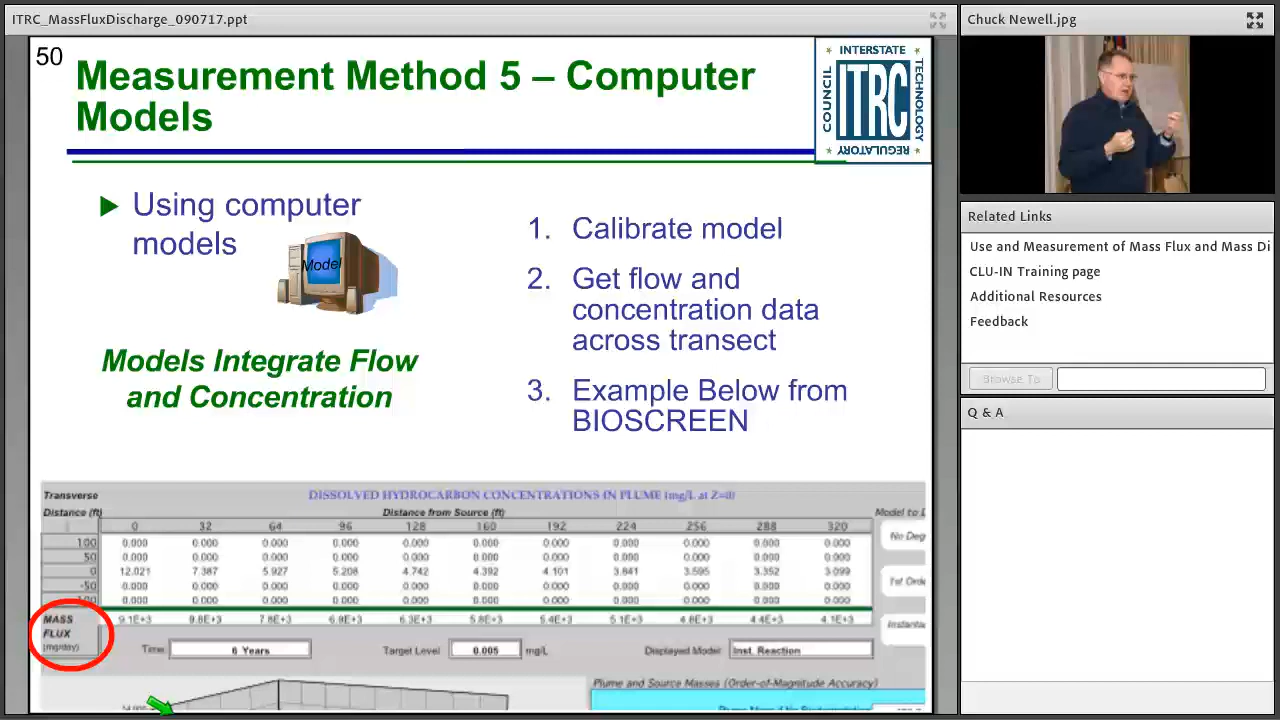 ITRC_MassFluxDischarge_090717.ppt
50
Measurement Method 5 – Computer
Models
INTERSTATE
COUNCIL
ITRC
TECHNOLOGY
REGULATORY
Using computer
models
Model
Models Integrate Flow
and Concentration
1. Calibrate model
2. Get flow and
concentration data
across transect
3. Example Below from
BIOSCREEN
Transverse
DISSOLVED HYDROCARBON CONCENTRATIONS IN PLUME (mg/L at Z=0)
Distance (ft)
Distance from Source (ft)
Model to D
0 32 64 96 128 160 192 224 256 288 320
100 0.000 0.000 0.000 0.000 0.000 0.000 0.000 0.000 0.000 0.000 0.000
50 0.000 0.000 0.000 0.000 0.000 0.000 0.000 0.000 0.000 0.000 0.000
0 12.021 7.387 5.927 5.208 4.742 4.392 4.101 3.841 3.595 3.352 3.099
-50 0.000 0.000 0.000 0.000 0.000 0.000 0.000 0.000 0.000 0.000 0.000
0.000 0.000 0.000 0.000 0.000 0.000 0.000 0.000 0.000 0.000 0.000
No Deg
1st Orde
Instanta
MASS
FLUX
(mg/day)
9.1E+3 7.8E+3 6.3E+3 5.8E+3 5.4E+3 5.1E+3 4.4E+3 4.1E+3
Time: 6 Years
Target Level 0.005 mg/L
Displayed Model: Inst. Reaction
Plume and Source Masses (Order-of-Magnitude Accuracy)
Chuck Newell.jpg
Related Links
Use and Measurement of Mass Flux and Mass Di
CLU-IN Training page
Additional Resources
Feedback
Browse To
Q & A